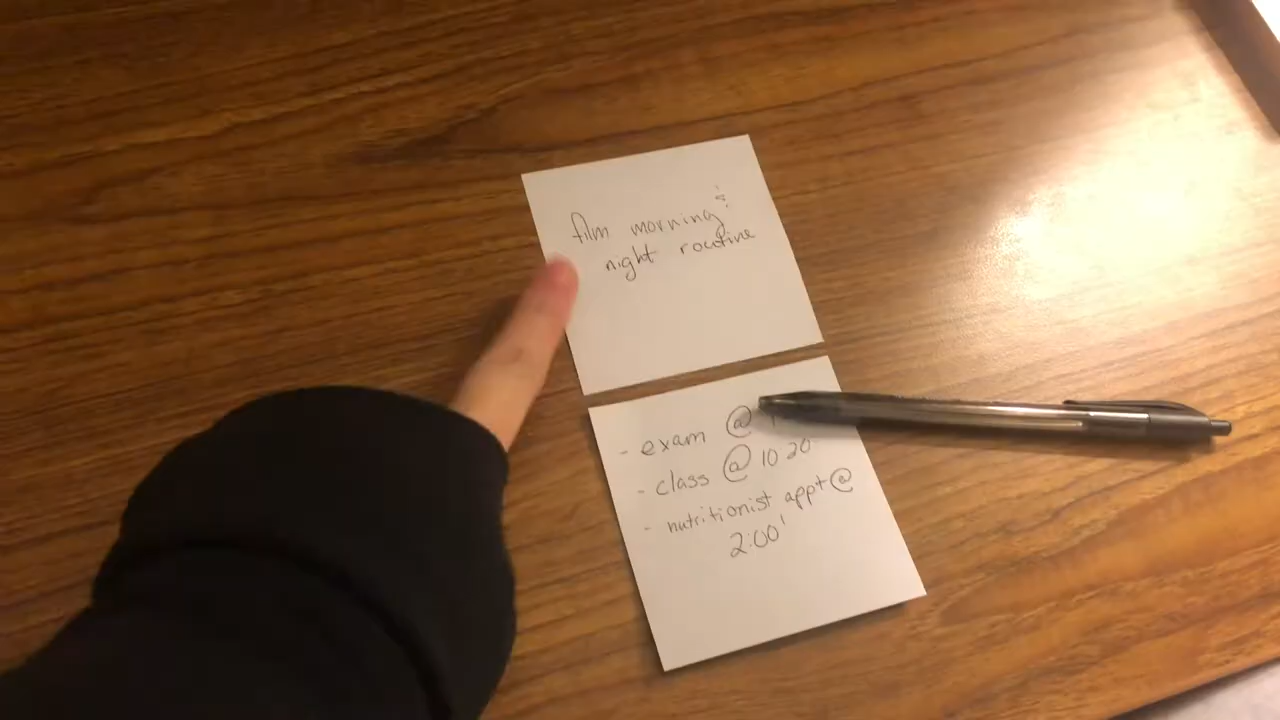 film morning &
night routine
- exam @
- class @ 10 20
- nutritionist appt @
2:00